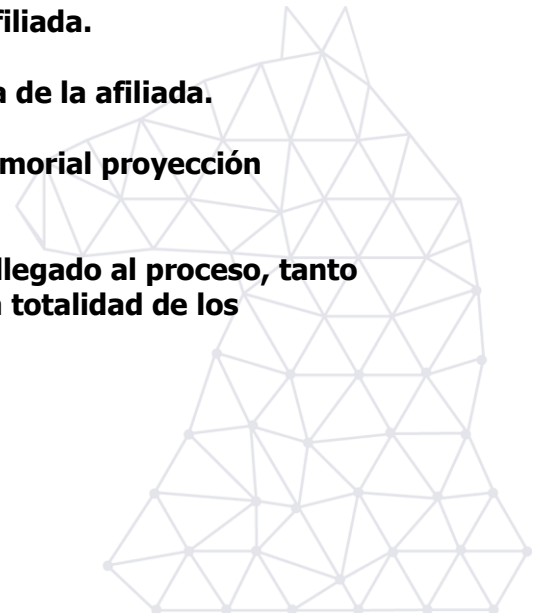 filiada.
a de la afiliada.
morial proyección
llegado al proceso, tanto
totalidad de los